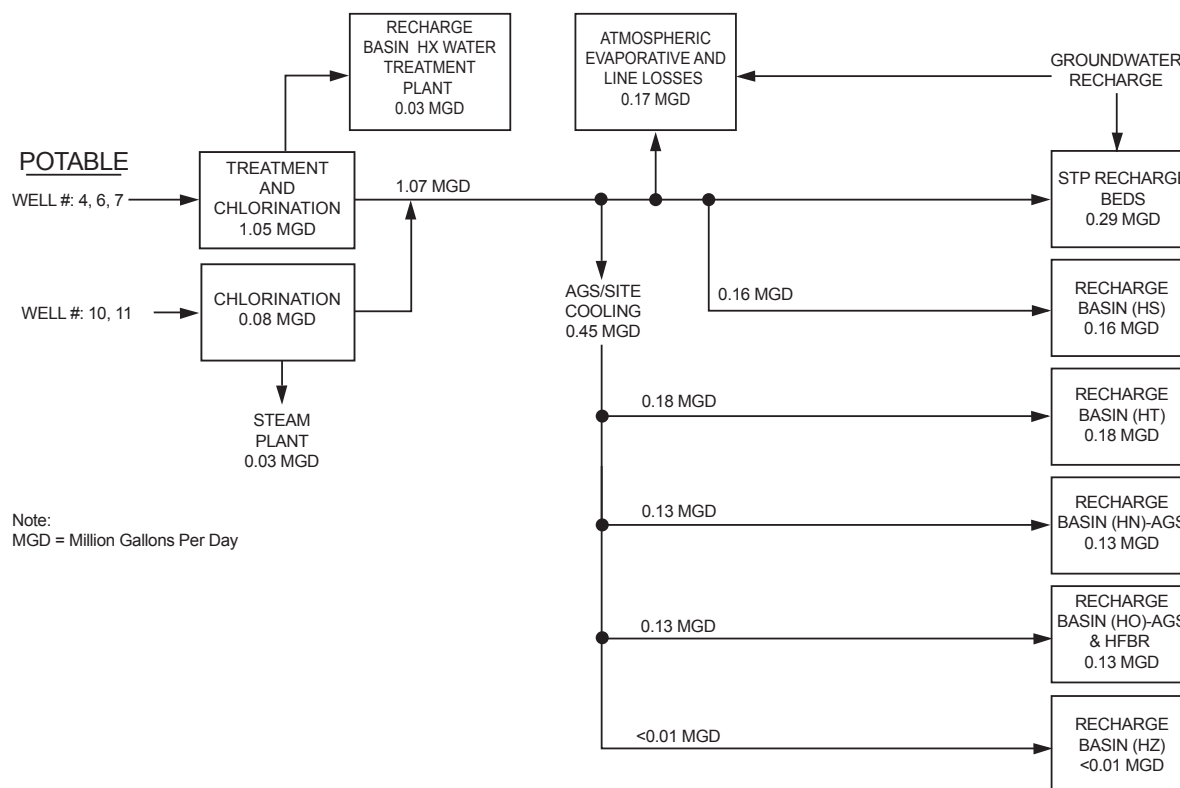 RECHARGE
BASIN HX WATER
TREATMENT
PLANT
0.03 MGD
ATMOSPHERIC
EVAPORATIVE AND
LINE LOSSES
0.17 MGD
GROUNDWATER
RECHARGE
POTABLE
WELL #: 4, 6, 7
TREATMENT
AND
CHLORINATION
1.05 MGD
1.07 MGD
STP RECHARGE
BEDS
0.29 MGD
WELL #: 10, 11
CHLORINATION
0.08 MGD
AGS/SITE
COOLING
0.45 MGD
0.16 MGD
RECHARGE
BASIN (HS)
0.16 MGD
STEAM
PLANT
0.03 MGD
0.18 MGD
RECHARGE
BASIN (HT)
0.18 MGD
Note:
MGD = Million Gallons Per Day
0.13 MGD
RECHARGE
BASIN (HN)-AGS
0.13 MGD
0.13 MGD
RECHARGE
BASIN (HO)-AGS
& HFBR
0.13 MGD
<0.01 MGD
RECHARGE
BASIN (HZ)
<0.01 MGD